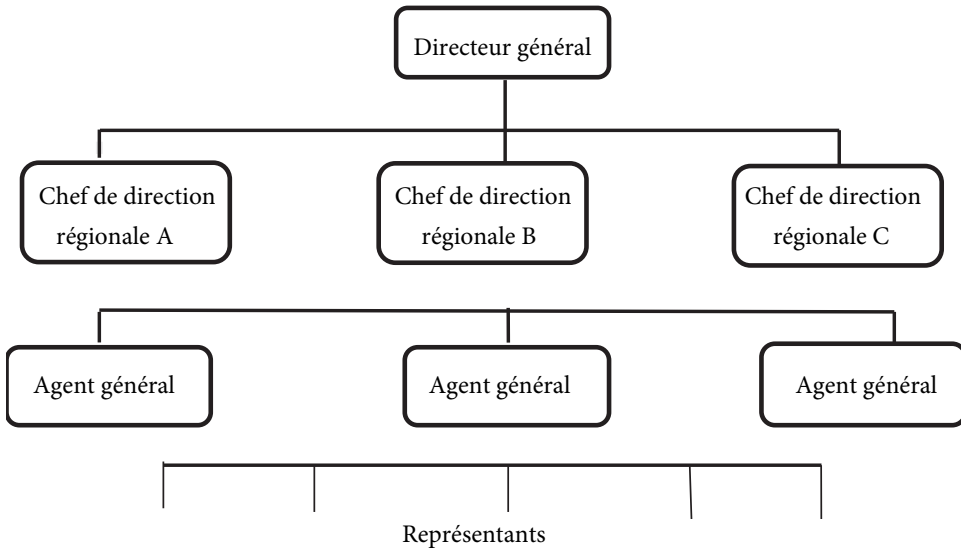 Directeur général
Chef de direction
régionale A
Chef de direction
régionale B
Chef de direction
régionale C
Agent général
Agent général
Agent général
Représentants